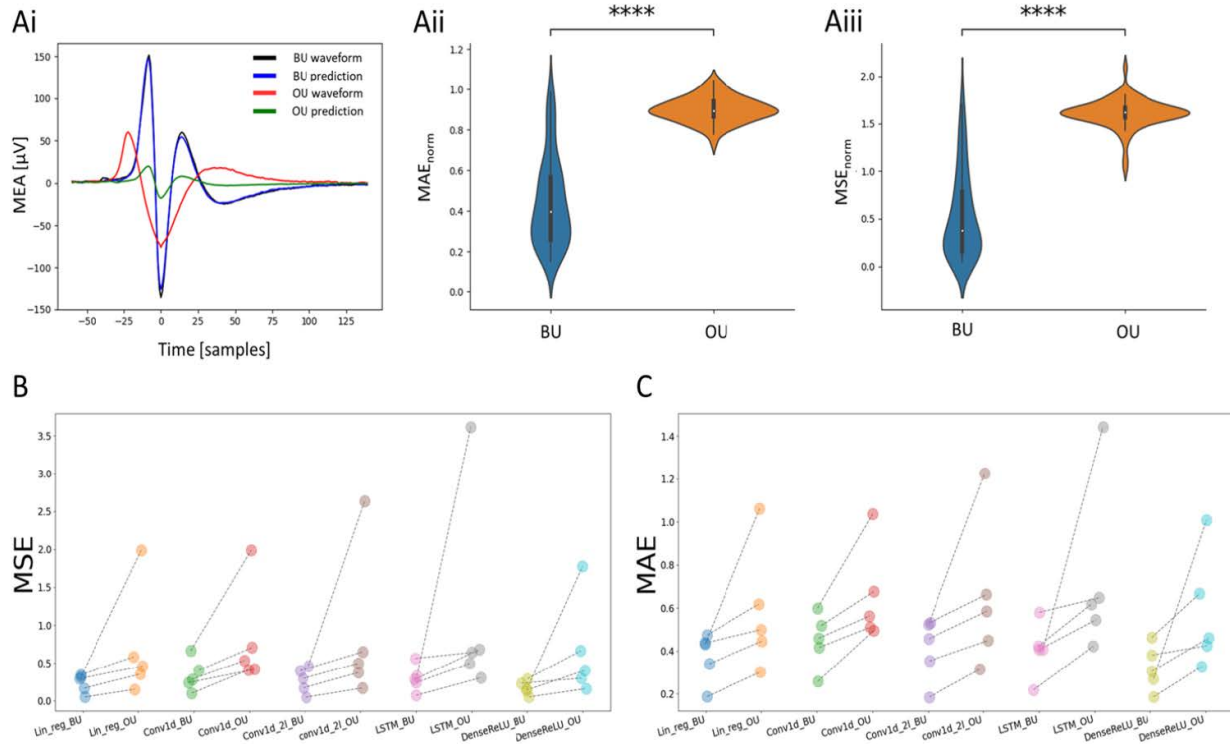 Ai
MEA [µV]
150
100
50
0
−50
−100
−150
−50
−25
0
25
50
75
100
125
Time [samples]
BU waveform
BU prediction
OU waveform
OU prediction
Aii
****
MAEnorm
1.2
1.0
0.8
0.6
0.4
0.2
0.0
BU
OU
Aiii
****
MSEnorm
2.0
1.5
1.0
0.5
0.0
BU
OU
B
MSE
3.5
3.0
2.5
2.0
1.5
1.0
0.5
0.0
Lin_reg_BU
Lin_reg_OU
Conv1d_BU
Conv1d_OU
Conv1d_2l_BU
conv1d_2l_OU
LSTM_BU
LSTM_OU
DenseReLU_BU
DenseReLU_OU
C
MAE
1.4
1.2
1.0
0.8
0.6
0.4
0.2
Lin_reg_BU
Lin_reg_OU
Conv1d_BU
Conv1d_OU
Conv1d_2l_BU
conv1d_2l_OU
LSTM_BU
LSTM_OU
DenseReLU_BU
DenseReLU_OU